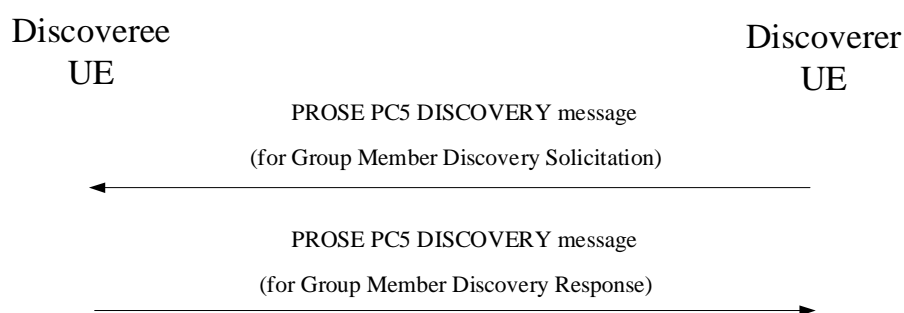 Discoveree
UE
Discoverer
UE
PROSE PC5 DISCOVERY message
(for Group Member Discovery Solicitation)
PROSE PC5 DISCOVERY message
(for Group Member Discovery Response)